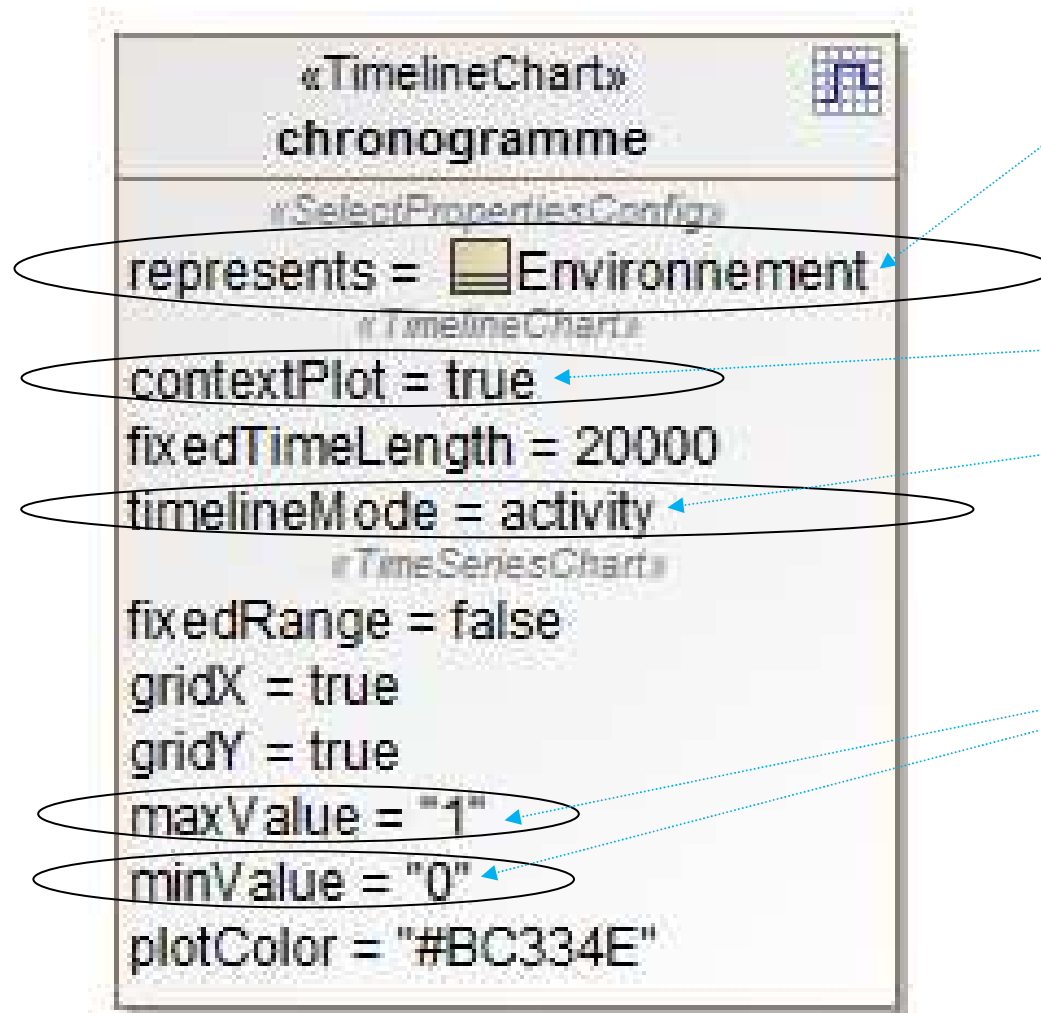 «TimelineChart»
chronogramme
«SelectPropertiesConfig»
represents = Environnement
«TimelineChart»
contextPlot = true
fixedTimeLength = 20000
timelineMode = activity
«TimeSeriesChart»
fixedRange = false
gridX = true
gridY = true
maxValue = "1"
minValue = "0"
plotColor = "#BC334E"